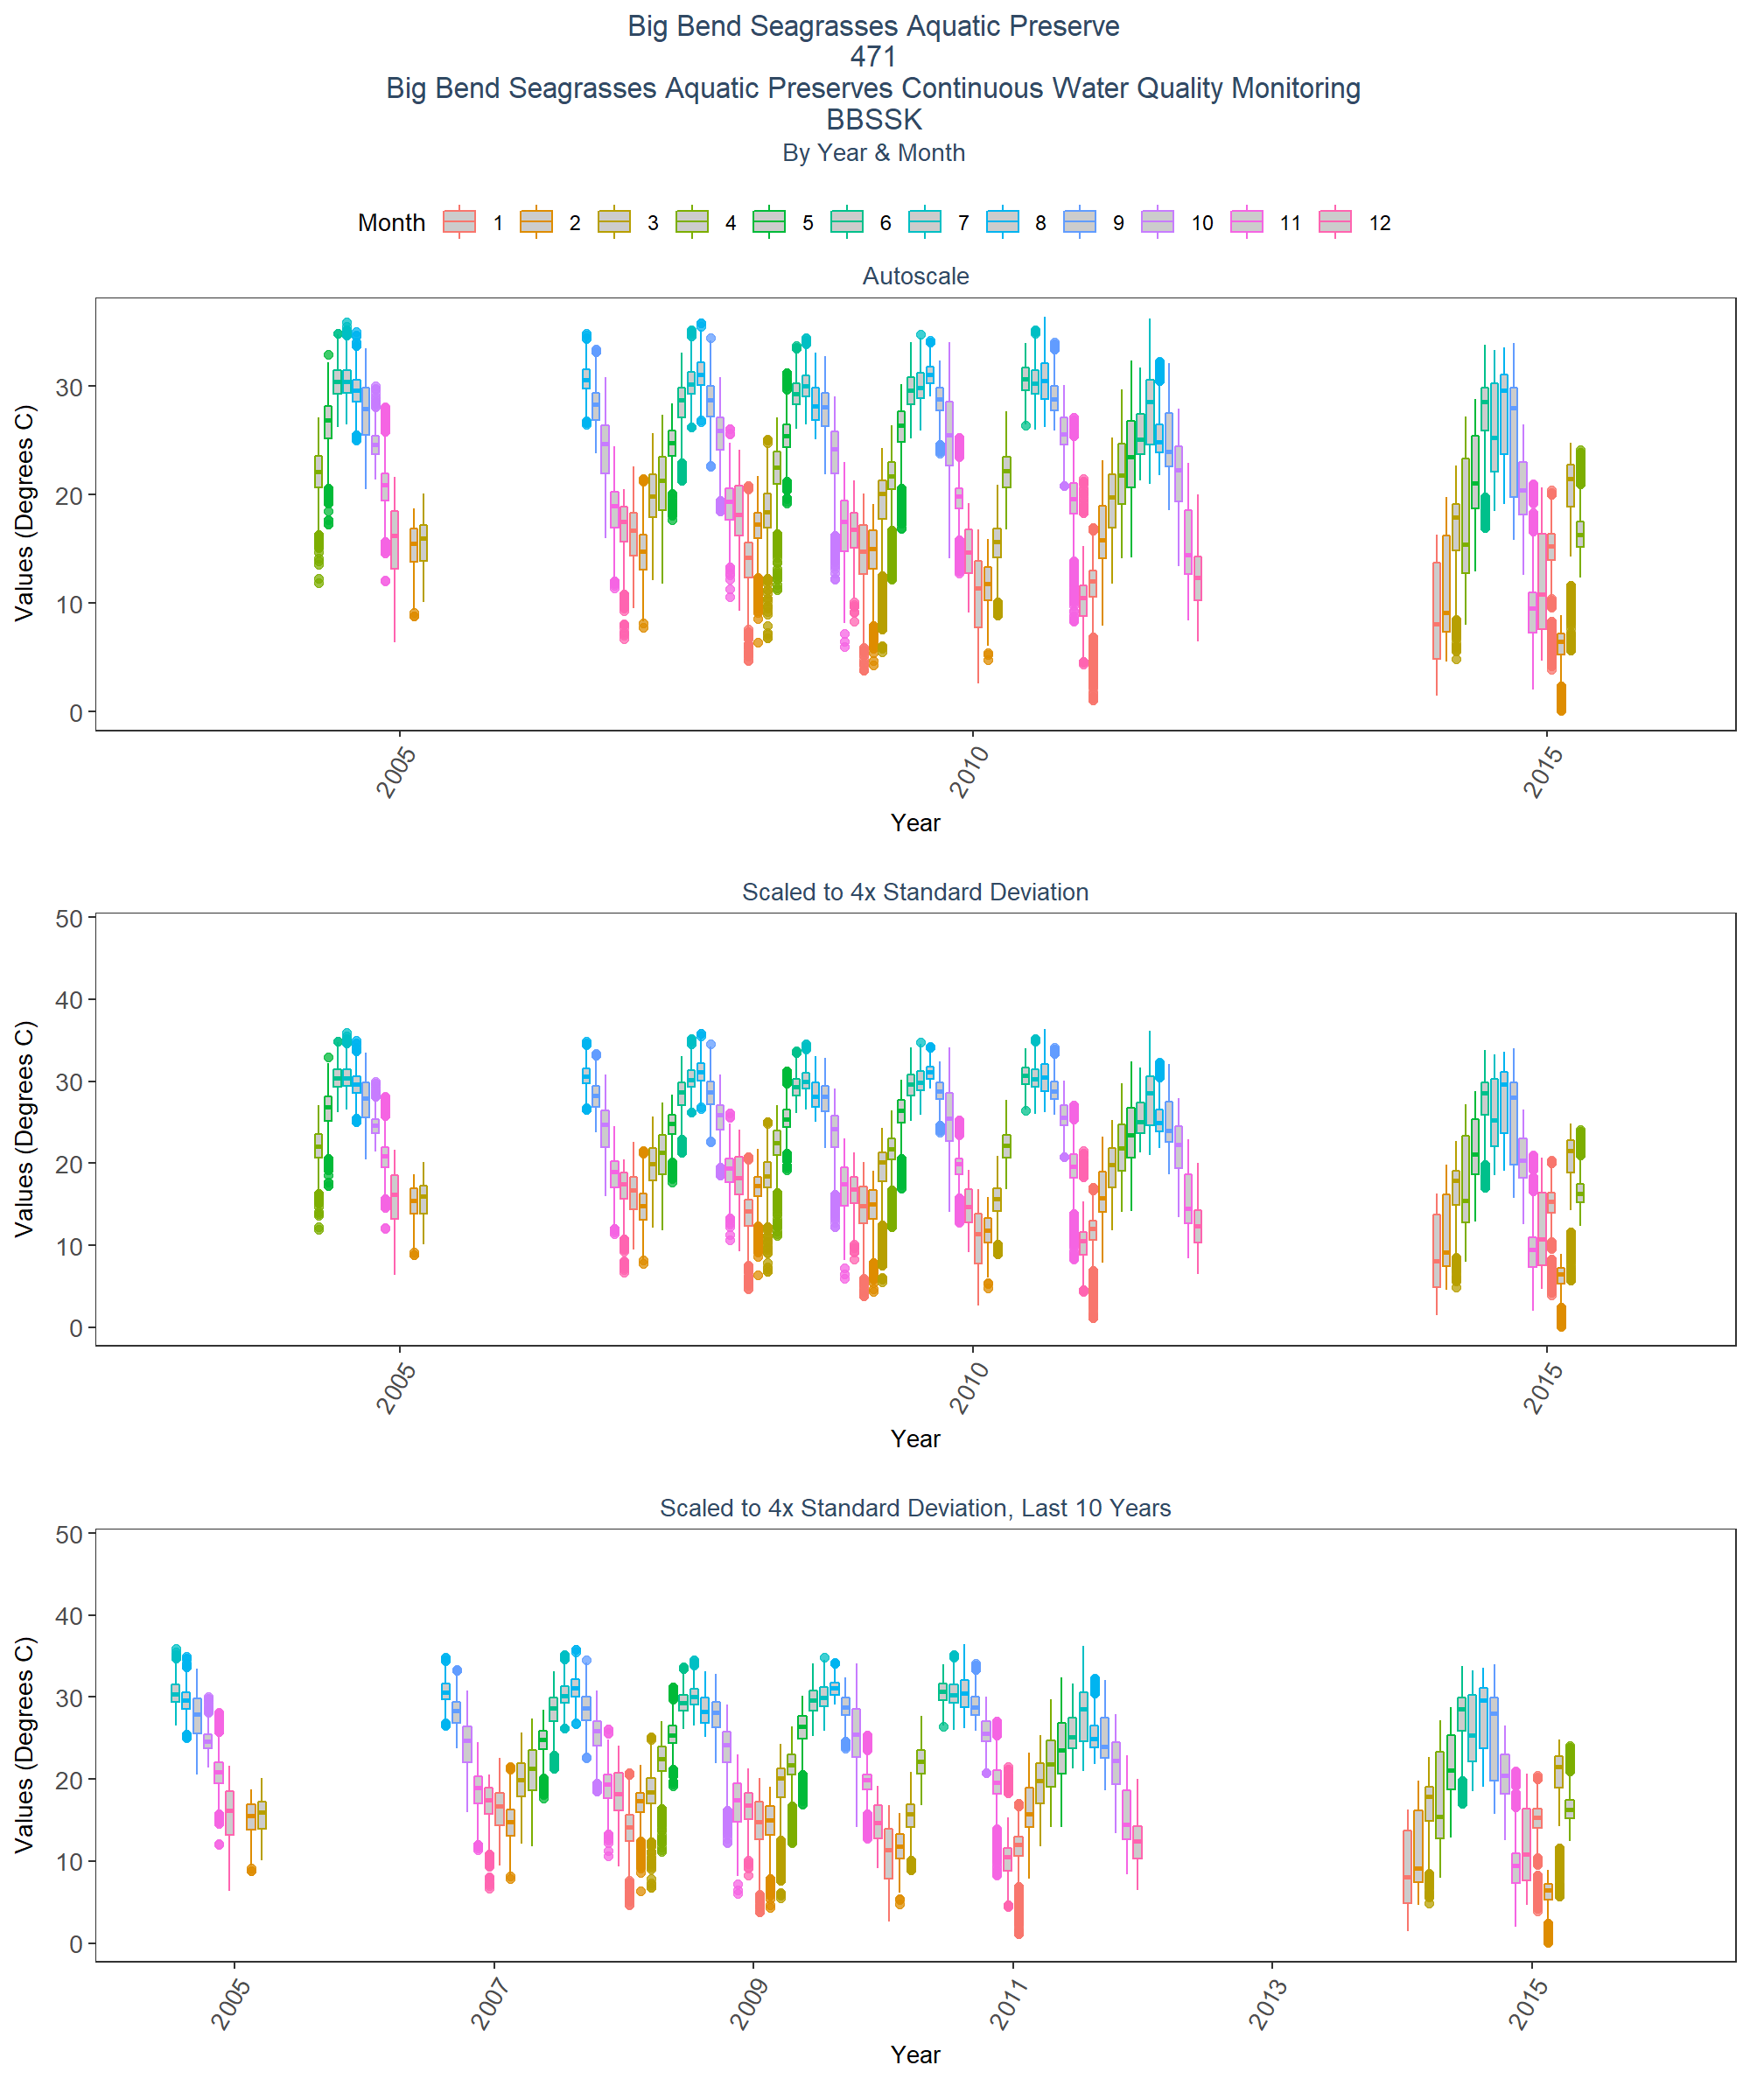 Big Bend Seagrasses Aquatic Preserve
471
Big Bend Seagrasses Aquatic Preserves Continuous Water Quality Monitoring
BBSSK
By Year & Month
Month 1 2 3 4 5 6 7 8 9 10 11 12
Autoscale
Values (Degrees C)
30
20
10
0
2005 2010 2015
Year
Scaled to 4x Standard Deviation
Values (Degrees C)
50
40
30
20
10
0
2005 2010 2015
Year
Scaled to 4x Standard Deviation, Last 10 Years
Values (Degrees C)
50
40
30
20
10
0
2005 2007 2009 2011 2013 2015
Year